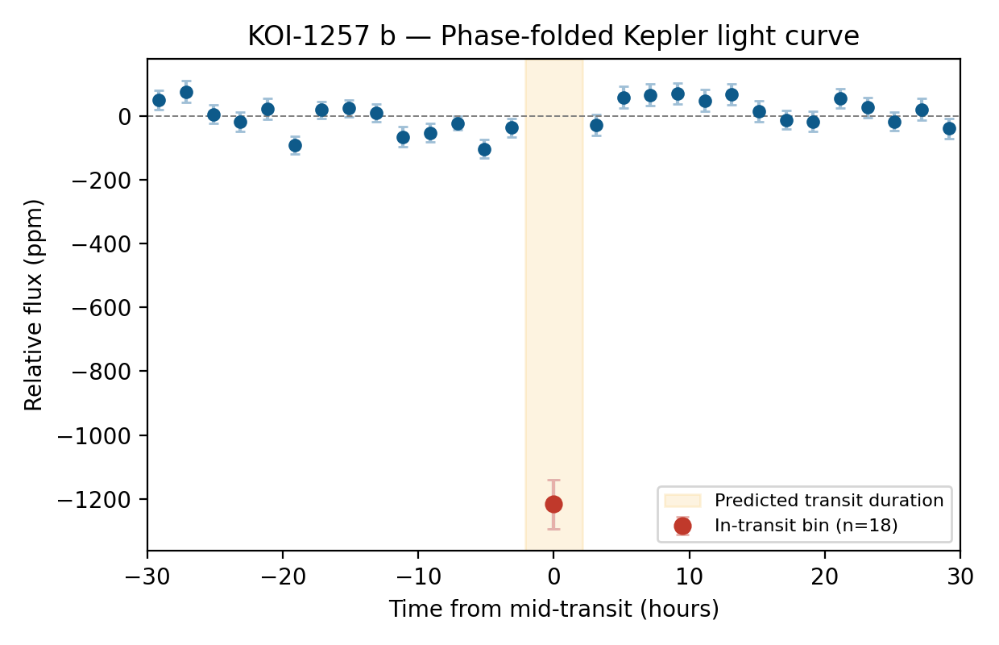 KOI-1257 b — Phase-folded Kepler light curve
Relative flux (ppm)
0
−200
−400
−600
−800
−1000
−1200
Predicted transit duration
In-transit bin (n=18)
−30 −20 −10 0 10 20 30
Time from mid-transit (hours)